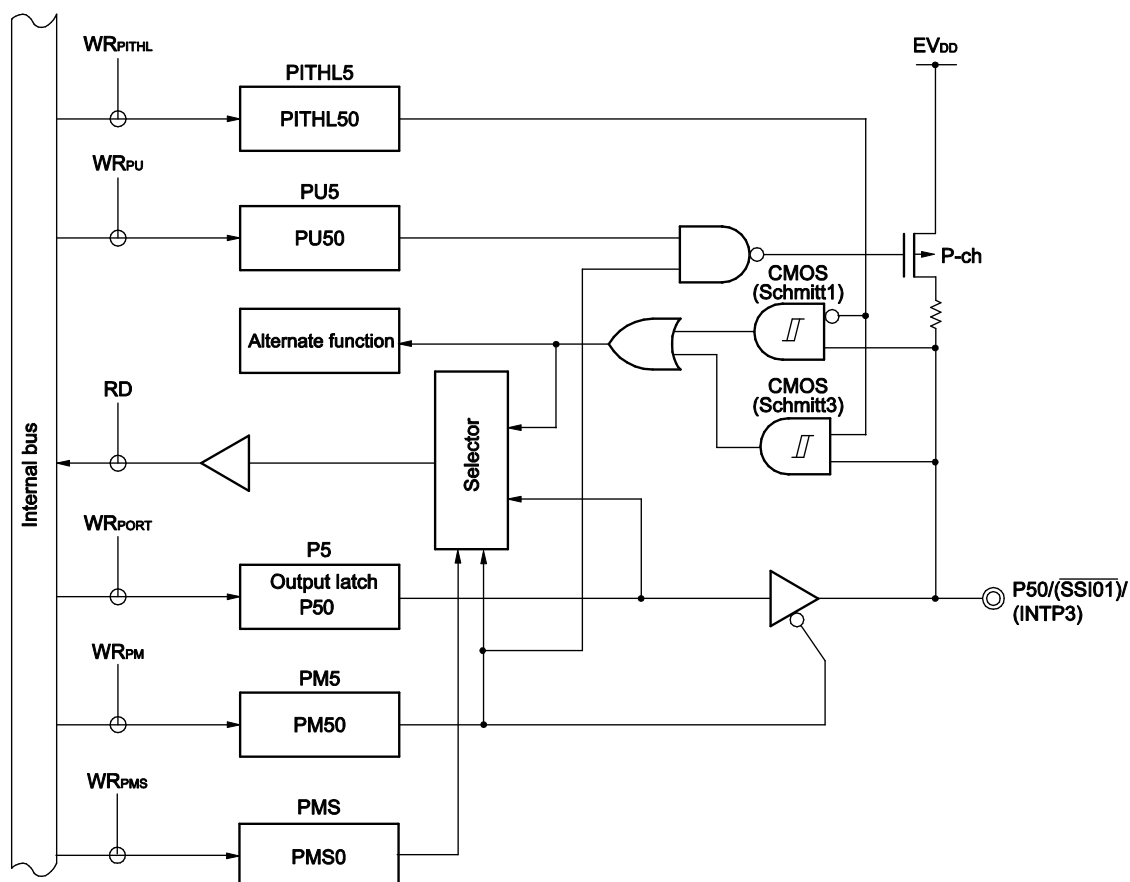 WRPITHL
EVDD
PITHL5
PITHL50
WRPU
PU5
PU50
P-ch
CMOS
(Schmitt1)
Alternate function
RD
CMOS
(Schmitt3)
Selector
Internal bus
WRPORT
P5
Output latch
P50
P50/(SSI01)/
(INTP3)
WRPM
PM5
PM50
WRPMS
PMS
PMS0